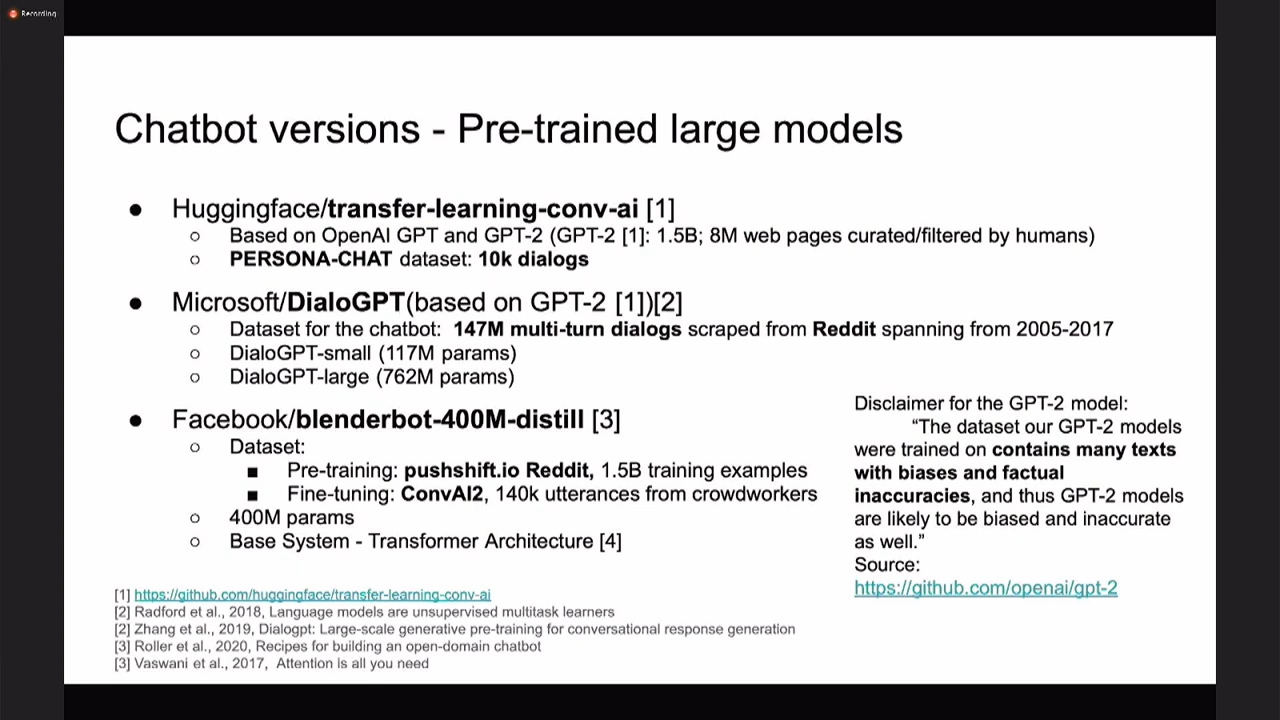 Recording
Chatbot versions - Pre-trained large models
● Huggingface/transfer-learning-conv-ai [1]
○ Based on OpenAI GPT and GPT-2 (GPT-2 [1]: 1.5B; 8M web pages curated/filtered by humans)
○ PERSONA-CHAT dataset: 10k dialogs
● Microsoft/DialoGPT(based on GPT-2 [1])[2]
○ Dataset for the chatbot: 147M multi-turn dialogs scraped from Reddit spanning from 2005-2017
○ DialoGPT-small (117M params)
○ DialoGPT-large (762M params)
● Facebook/blenderbot-400M-distill [3]
○ Dataset:
■ Pre-training: pushshift.io Reddit, 1.5B training examples
■ Fine-tuning: ConvAI2, 140k utterances from crowdworkers
○ 400M params
○ Base System - Transformer Architecture [4]
Disclaimer for the GPT-2 model:
“The dataset our GPT-2 models
were trained on contains many texts
with biases and factual
inaccuracies, and thus GPT-2 models
are likely to be biased and inaccurate
as well.”
Source:
https://github.com/openai/gpt-2
[1] https://github.com/huggingface/transfer-learning-conv-ai
[2] Radford et al., 2018, Language models are unsupervised multitask learners
[2] Zhang et al., 2019, Dialogpt: Large-scale generative pre-training for conversational response generation
[3] Roller et al., 2020, Recipes for building an open-domain chatbot
[3] Vaswani et al., 2017, Attention is all you need